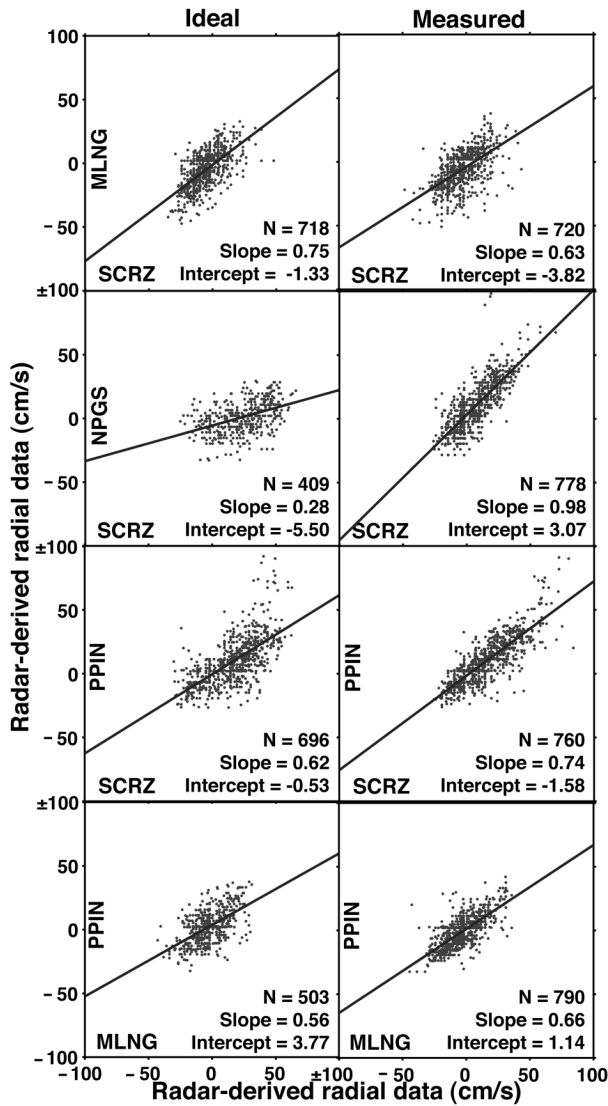 Ideal
Measured
Radar-derived radial data (cm/s)
100
50
0
− 50
±100
MLNG
N = 718
Slope = 0.75
SCRZ Intercept = -1.33
N = 720
Slope = 0.63
SCRZ Intercept = -3.82
50
0
− 50
±100
NPGS
N = 409
Slope = 0.28
SCRZ Intercept = -5.50
N = 778
Slope = 0.98
SCRZ Intercept = 3.07
50
0
− 50
±100
PPIN
N = 696
Slope = 0.62
SCRZ Intercept = -0.53
PPIN
N = 760
Slope = 0.74
SCRZ Intercept = -1.58
50
0
− 50
− 100
PPIN
N = 503
Slope = 0.56
MLNG Intercept = 3.77
PPIN
N = 790
Slope = 0.66
MLNG Intercept = 1.14
− 100 − 50 0 50 ±100 − 50 0 50 100
Radar-derived radial data (cm/s)